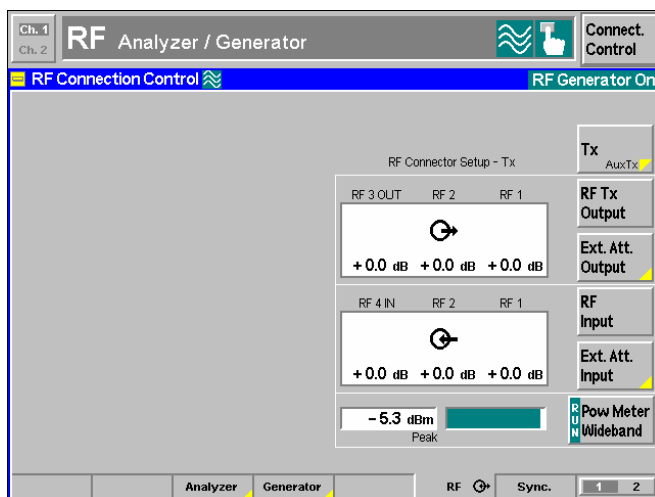 Ch. 1
Ch. 2
RF Analyzer / Generator
Connect.
Control
RF Connection Control
RF Generator On
RF Connector Setup - Tx
Tx
AuxTx
RF 3 OUT RF 2 RF 1
+ 0.0 dB + 0.0 dB + 0.0 dB
RF Tx
Output
Ext. Att.
Output
RF 4 IN RF 2 RF 1
+ 0.0 dB + 0.0 dB + 0.0 dB
RF
Input
Ext. Att.
Input
- 5.3 dBm
Peak
RUN
Pow Meter
Wideband
Analyzer Generator RF Sync. 1 2